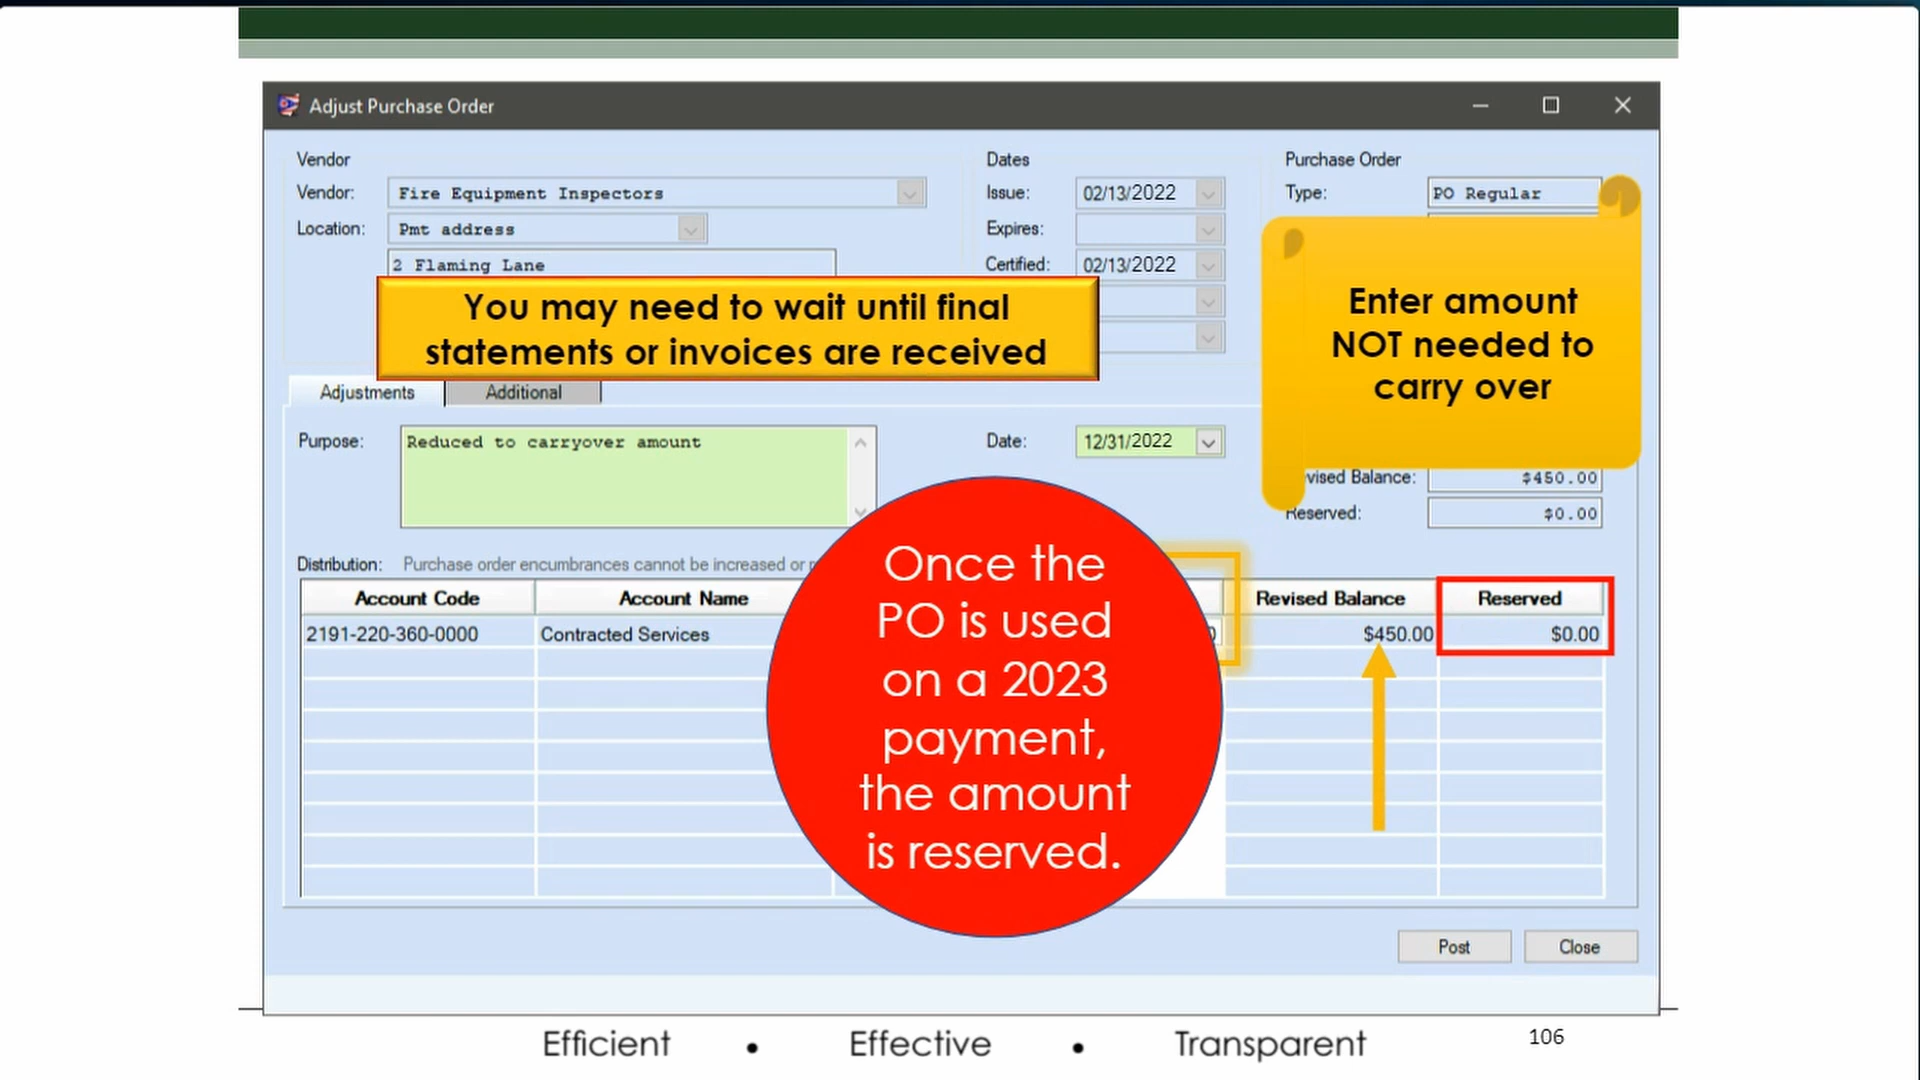 Adjust Purchase Order
Vendor
Vendor: Fire Equipment Inspectors
Location: Pmt address
2 Flaming Lane
Dates
Issue: 02/13/2022
Expires:
Certified: 02/13/2022
Purchase Order
Type: PO Regular
You may need to wait until final
statements or invoices are received
Enter amount
NOT needed to
carry over
Adjustments Additional
Purpose: Reduced to carryover amount
Date: 12/31/2022
vised Balance: $450.00
Reserved: $0.00
Distribution: Purchase order encumbrances cannot be increased or
Account Code Account Name Revised Balance Reserved
2191-220-360-0000 Contracted Services $450.00 $0.00
Once the
PO is used
on a 2023
payment,
the amount
is reserved.
Post Close
Efficient • Effective • Transparent
106